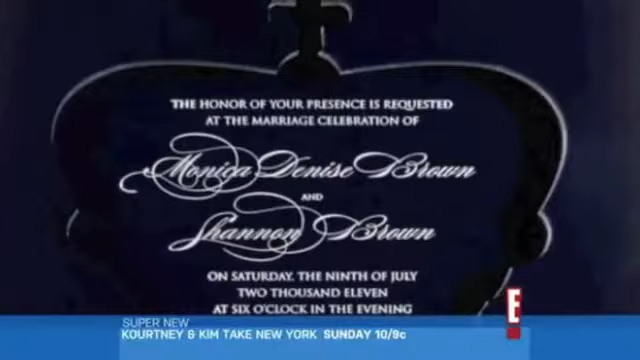 THE HONOR OF YOUR PRESENCE IS REQUESTED
AT THE MARRIAGE CELEBRATION OF
Monica Denise Brown
AND
Shannon Brown
ON SATURDAY, THE NINTH OF JULY
TWO THOUSAND ELEVEN
AT SIX O'CLOCK IN THE EVENING
E
SUPER NEW
KOURTNEY & KIM TAKE NEW YORK SUNDAY 10/9c